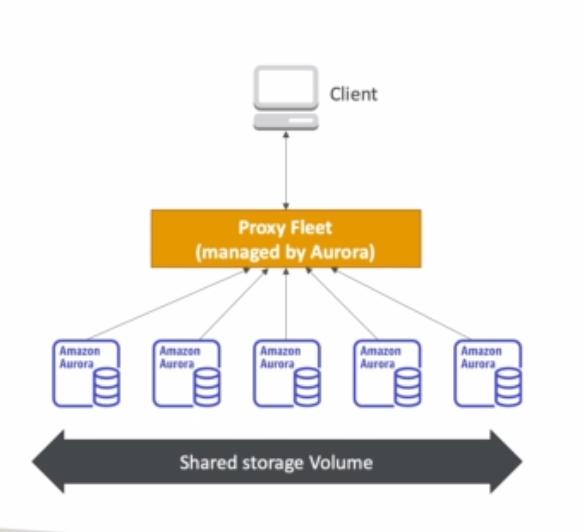 Client
Proxy Fleet
(managed by Aurora)
Amazon
Aurora
Amazon
Aurora
Amazon
Aurora
Amazon
Aurora
Amazon
Aurora
Shared storage Volume